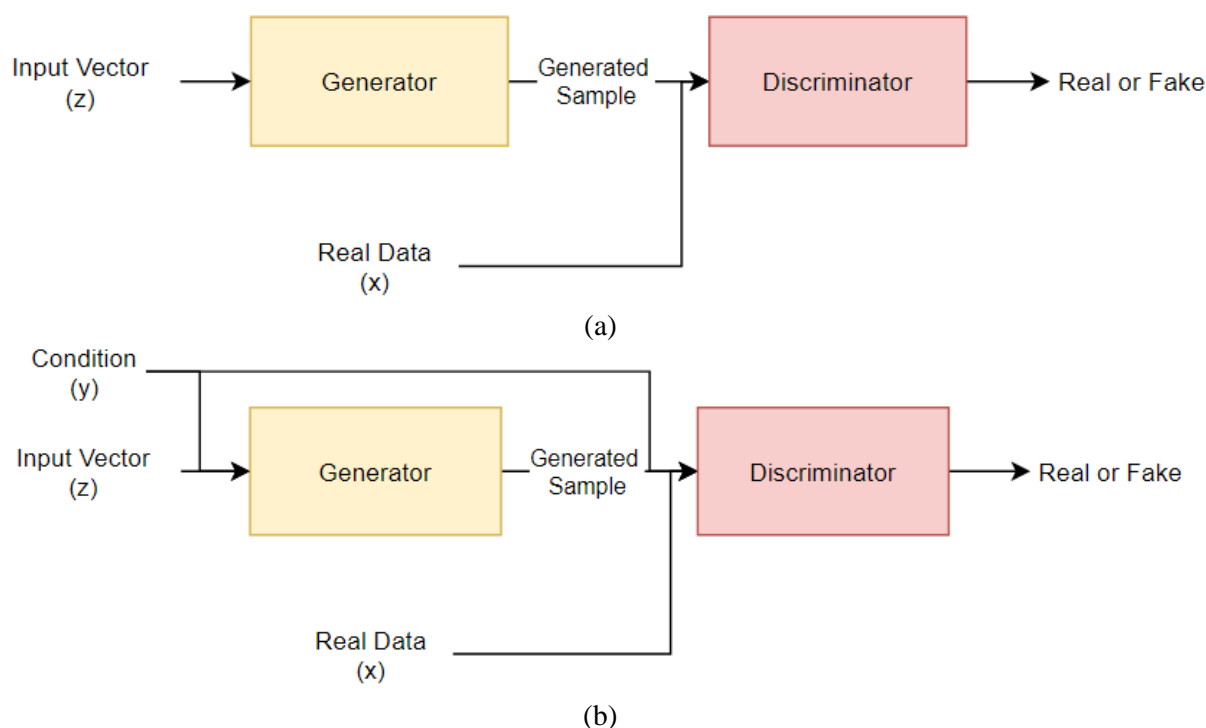 Input Vector
(z)
Generator
Generated
Sample
Discriminator
Real or Fake
Real Data
(x)
(a)
Condition
(y)
Input Vector
(z)
Generator
Generated
Sample
Discriminator
Real or Fake
Real Data
(x)
(b)